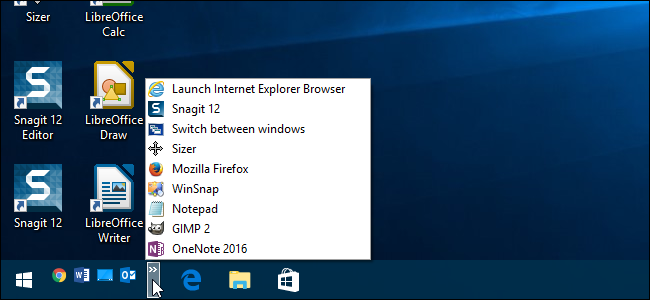 Sizer
LibreOffice
Calc
Snagit 12
Editor
LibreOffice
Draw
Snagit 12
LibreOffice
Writer
Launch Internet Explorer Browser
Snagit 12
Switch between windows
Sizer
Mozilla Firefox
WinSnap
Notepad
GIMP 2
OneNote 2016